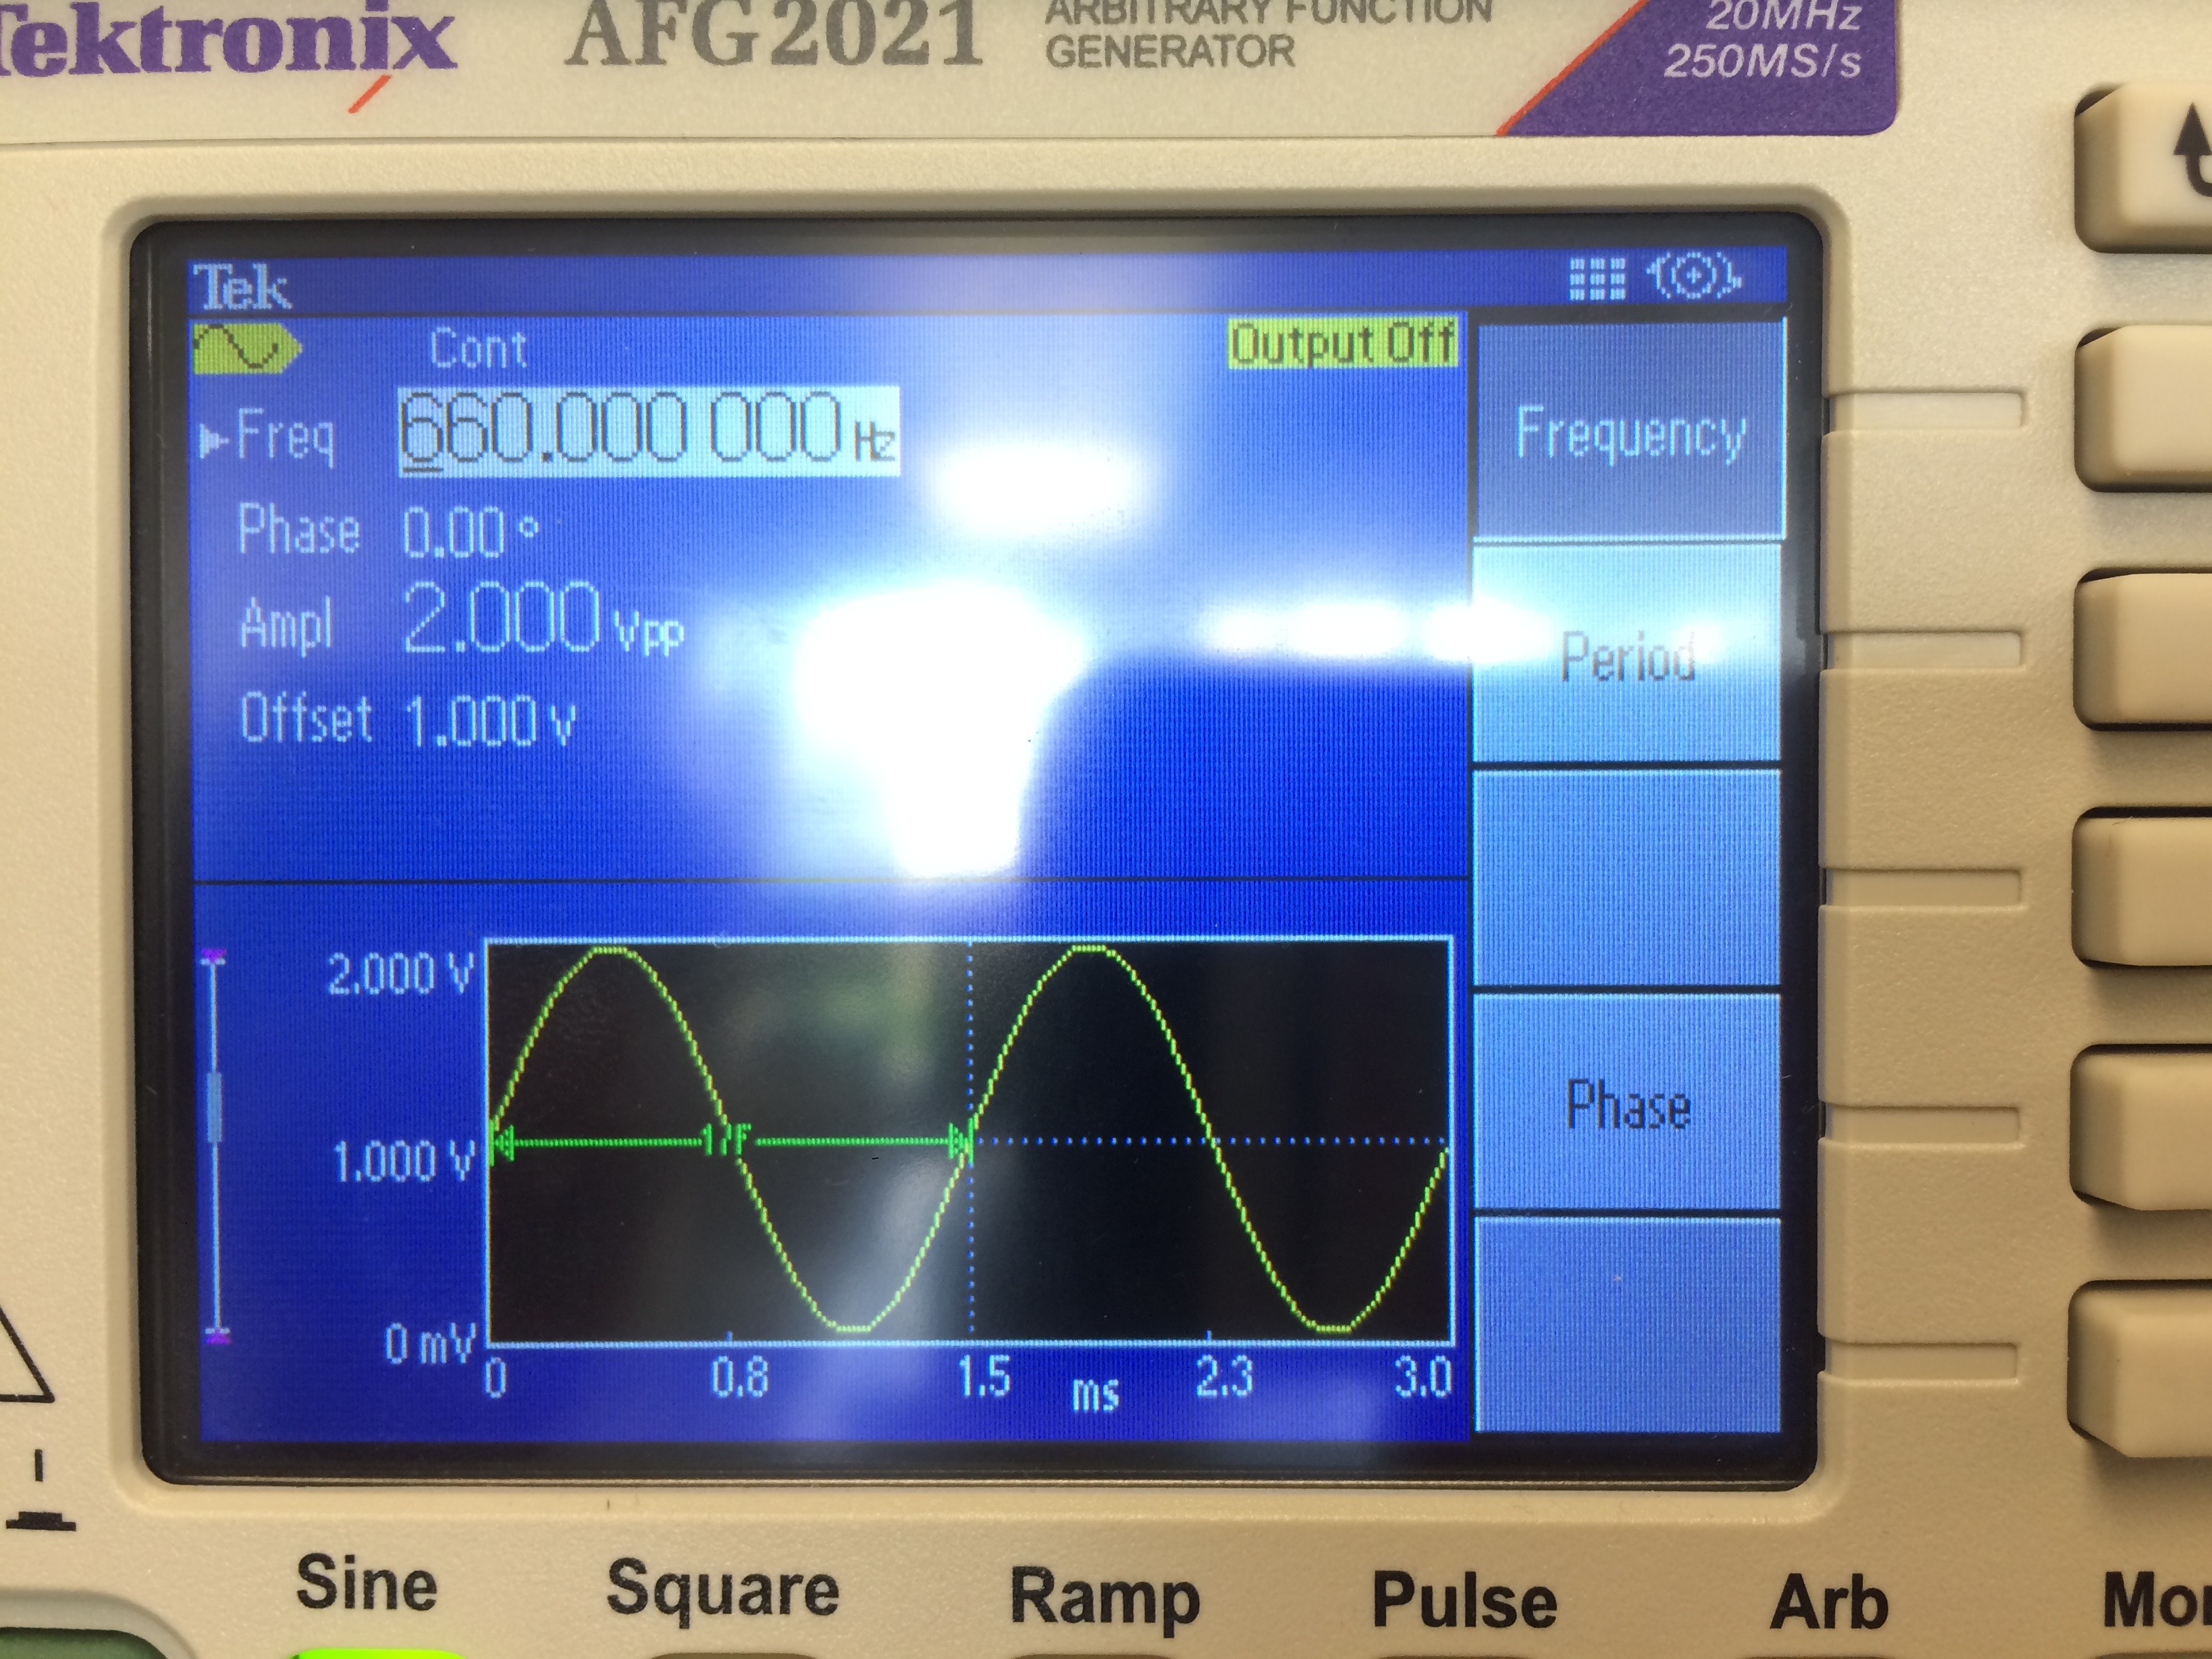 Tektronix AFG2021 ARBITRARY FUNCTION
GENERATOR
20MHz
250MS/s
Tek
Cont
Output Off
Freq 660.000 000 Hz
Phase 0.00°
Ampl 2.000 Vpp
Offset 1.000 V
Frequency
Period
Phase
2.000 V
1.000 V
0 mV
1/F
0 0.8 1.5 ms 2.3 3.0
Sine Square Ramp Pulse Arb